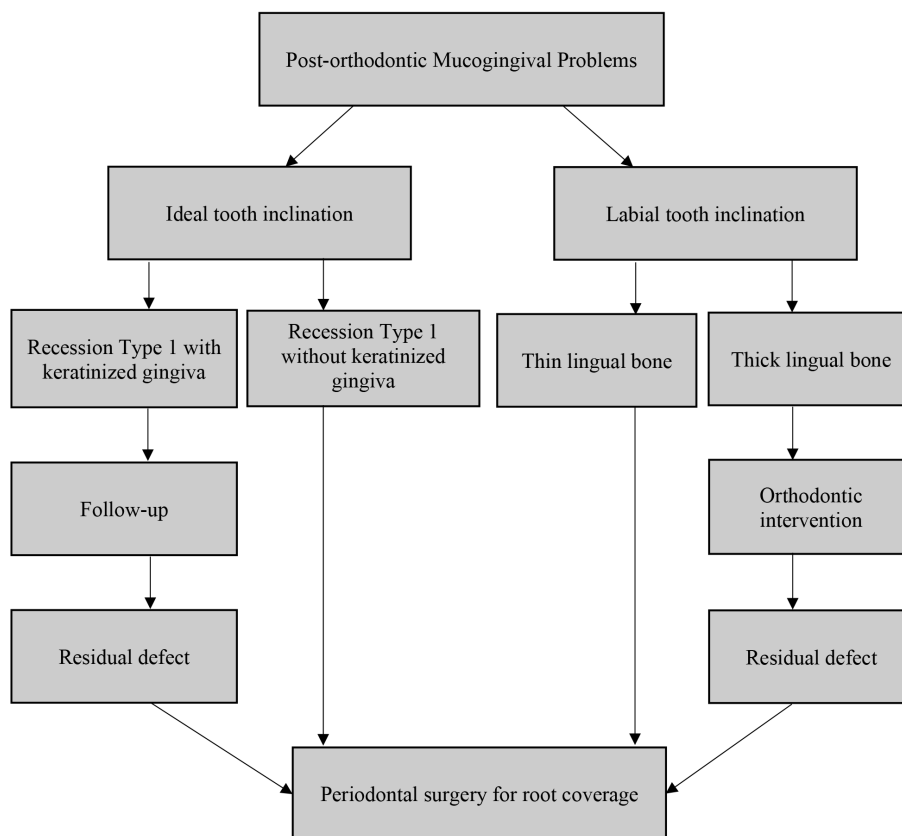 Post-orthodontic Mucogingival Problems
Ideal tooth inclination
Labial tooth inclination
Recession Type 1 with
keratinized gingiva
Recession Type 1
without keratinized
gingiva
Thin lingual bone
Thick lingual bone
Follow-up
Orthodontic
intervention
Residual defect
Residual defect
Periodontal surgery for root coverage